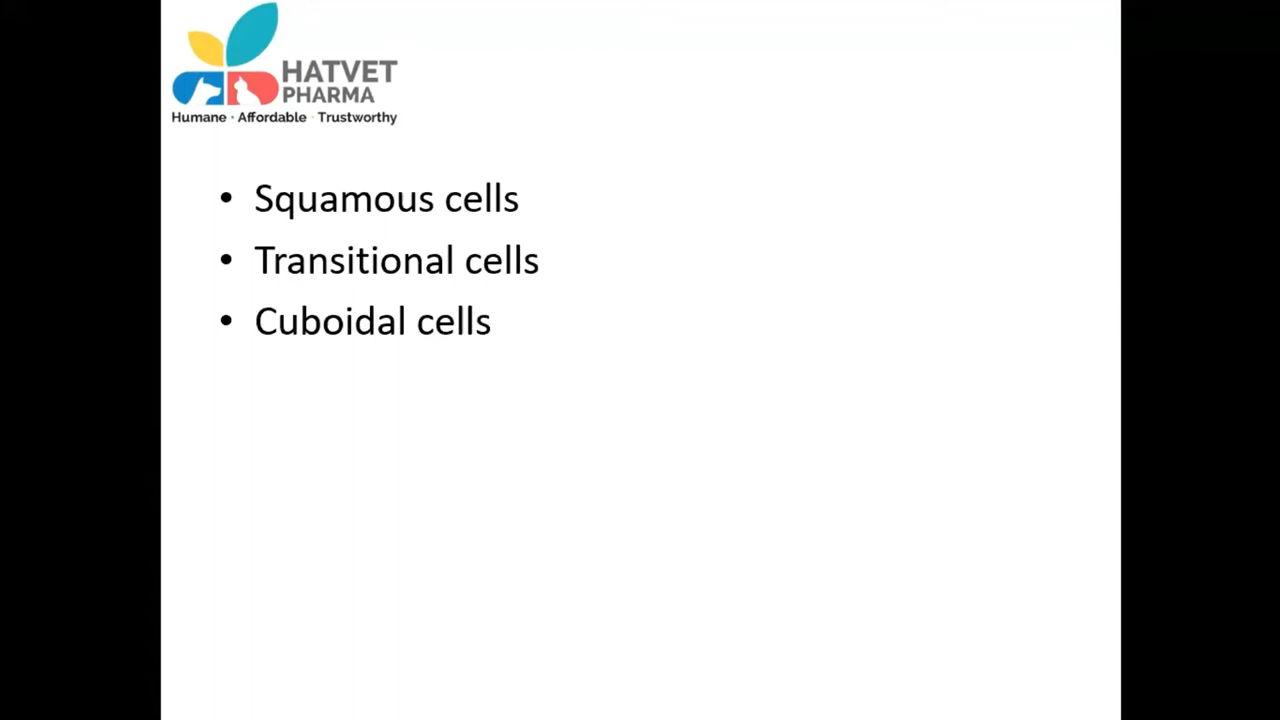 HATVET
PHARMA
Humane · Affordable · Trustworthy
• Squamous cells
• Transitional cells
• Cuboidal cells